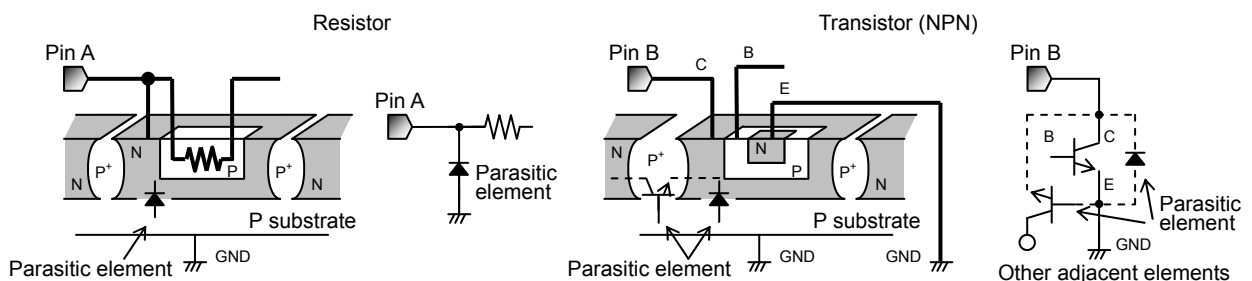 Resistor
Transistor (NPN)
Pin A
Pin B
C
B
E
Pin B
Pin A
N
P+
N
P
P+
N
Parasitic
element
P substrate
GND
Parasitic element
N
P+
N
P
P+
N
P substrate
GND
GND
Parasitic element
B
C
E
Parasitic
element
GND
Other adjacent elements